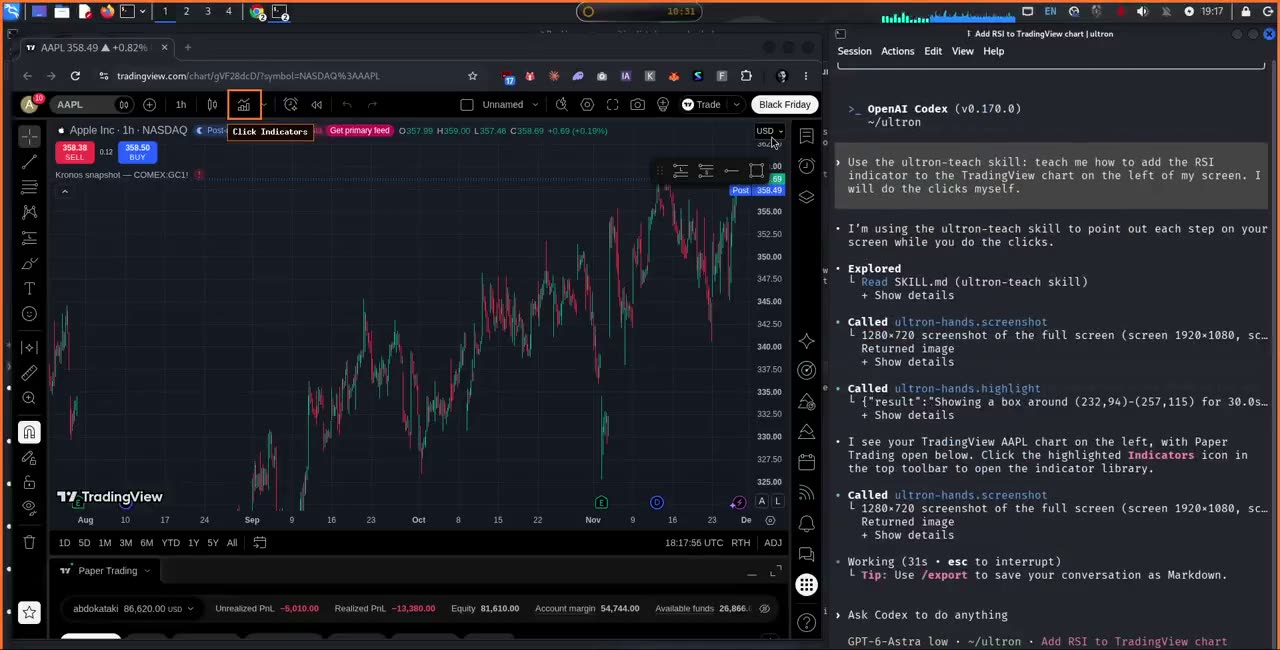 1 2 3 4
10:31
EN
19:17
AAPL 358.49 ▲ +0.82%
Add RSI to TradingView chart | ultron
tradingview.com/chart/gVF28dcD/?symbol=NASDAQ%3AAAPL
17
IA K S F
Session Actions Edit View Help
A 10
AAPL
1h
Unnamed
Trade
Black Friday
Click Indicators
Apple Inc · 1h · NASDAQ
Post
Get primary feed
O357.99 H359.00 L357.46 C358.69 +0.69 (+0.19%)
USD
358.38
SELL
0.12
358.50
BUY
Kronos snapshot — COMEX:GC1!
Post 358.49
355.00
352.50
350.00
347.50
345.00
342.50
340.00
337.50
335.00
332.50
330.00
327.50
325.00
TradingView
E
E
D
A L
Aug 10 17 24 Sep 9 16 23 Oct 8 15 22 Nov 9 16 23 De
1D 5D 1M 3M 6M YTD 1Y 5Y All
18:17:56 UTC RTH ADJ
Paper Trading
abdokataki 86,620.00 USD
Unrealized PnL −5,010.00 Realized PnL −13,380.00 Equity 81,610.00 Account margin 54,744.00 Available funds 26,866.
>_ OpenAI Codex (v0.170.0)
~/ultron
› Use the ultron-teach skill: teach me how to add the RSI
indicator to the TradingView chart on the left of my screen. I
will do the clicks myself.
• I’m using the ultron-teach skill to point out each step on your
screen while you do the clicks.
• Explored
└ Read SKILL.md (ultron-teach skill)
+ Show details
• Called ultron-hands.screenshot
└ 1280×720 screenshot of the full screen (screen 1920×1080, sc…
Returned image
+ Show details
• Called ultron-hands.highlight
└ {"result":"Showing a box around (232,94)-(257,115) for 30.0s…
+ Show details
• I see your TradingView AAPL chart on the left, with Paper
Trading open below. Click the highlighted Indicators icon in
the top toolbar to open the indicator library.
• Called ultron-hands.screenshot
└ 1280×720 screenshot of the full screen (screen 1920×1080, sc…
Returned image
+ Show details
• Working (31s • esc to interrupt)
└ Tip: Use /export to save your conversation as Markdown.
› Ask Codex to do anything
GPT-6-Astra low · ~/ultron · Add RSI to TradingView chart